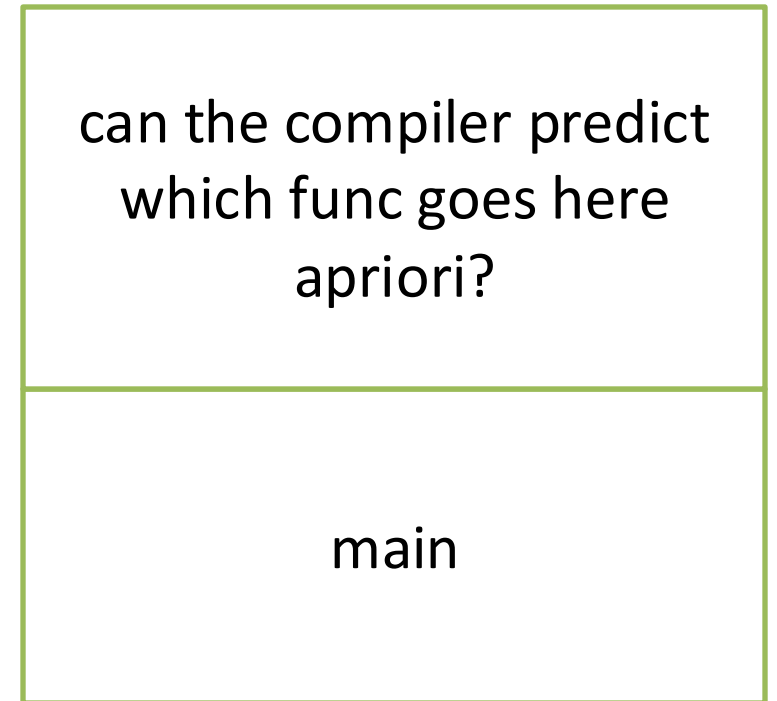 can the compiler predict
which func goes here
apriori?
main